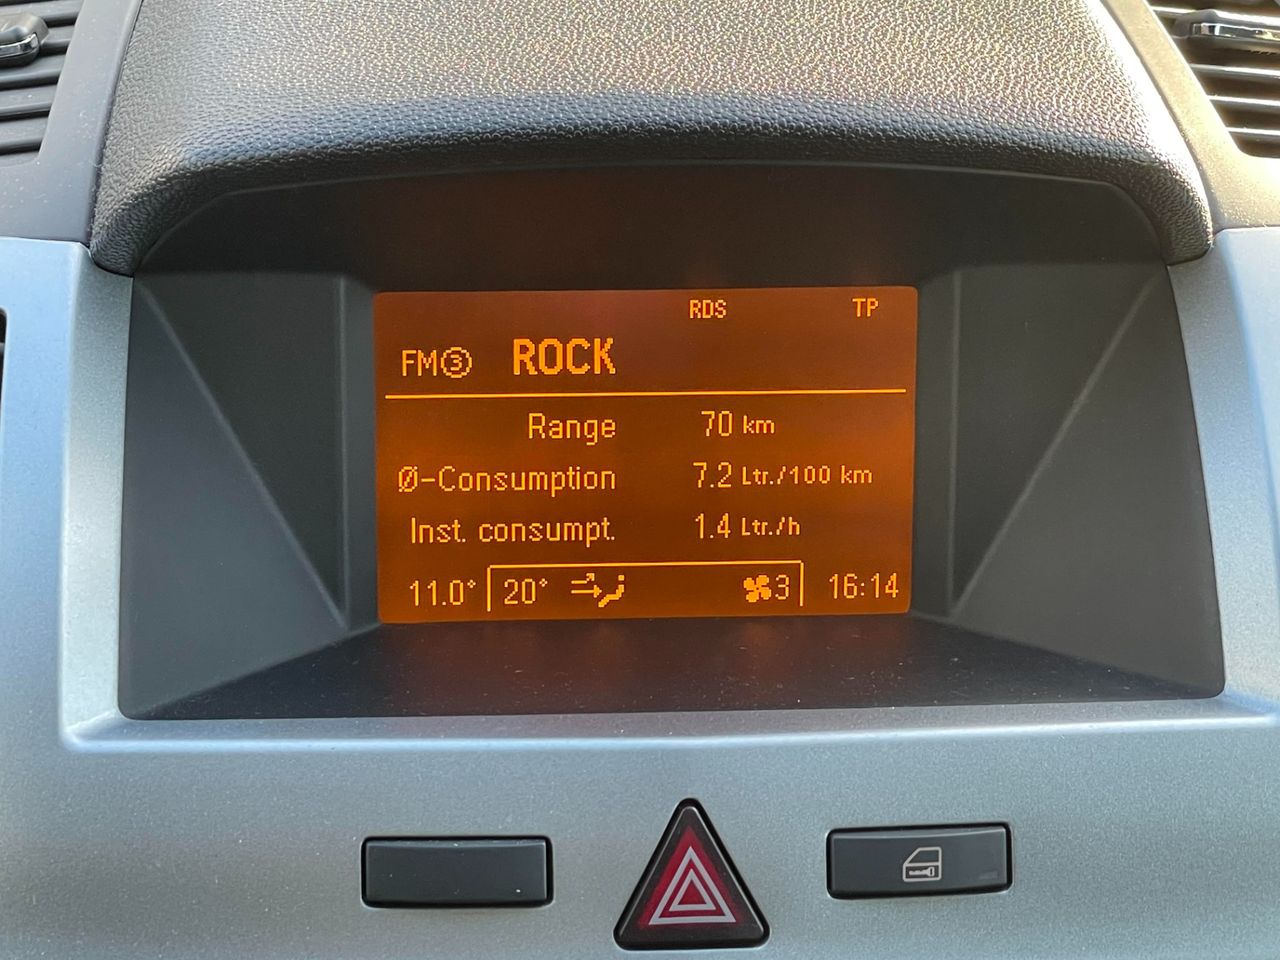 RDS TP
FM③ ROCK
Range 70 km
Ø-Consumption 7.2 Ltr./100 km
Inst. consumpt. 1.4 Ltr./h
11.0° 20° 3 16:14